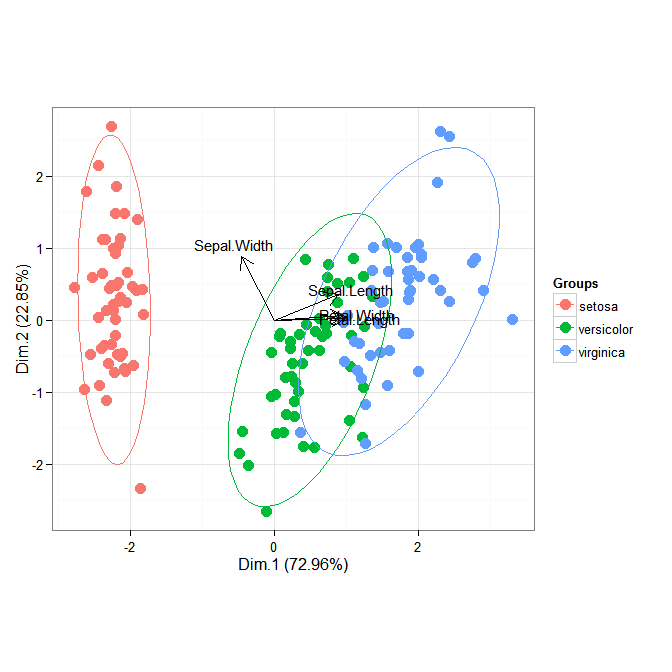 2
1
0
-1
-2
-2
0
2
Dim.2 (22.85%)
Dim.1 (72.96%)
Sepal.Width
Sepal.Length
Petal.Width
Petal.Length
Groups
setosa
versicolor
virginica